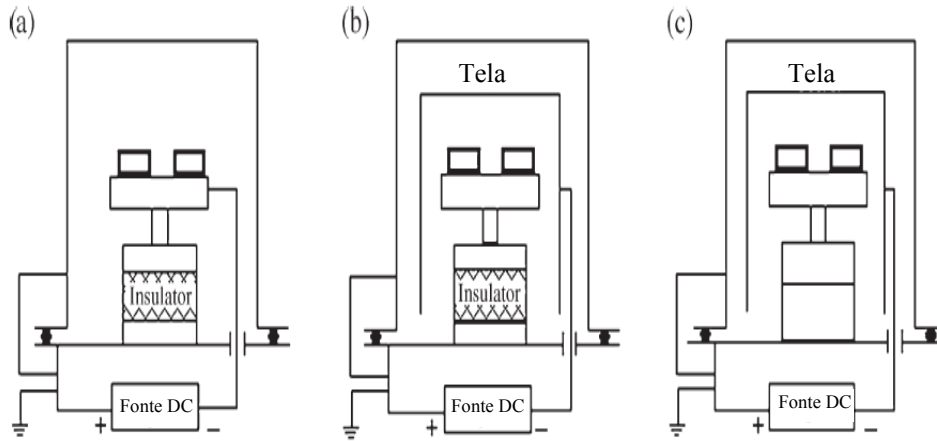 (a)
Insulator
Fonte DC
+
−
(b)
Tela
Insulator
Fonte DC
+
−
(c)
Tela
Fonte DC
+
−